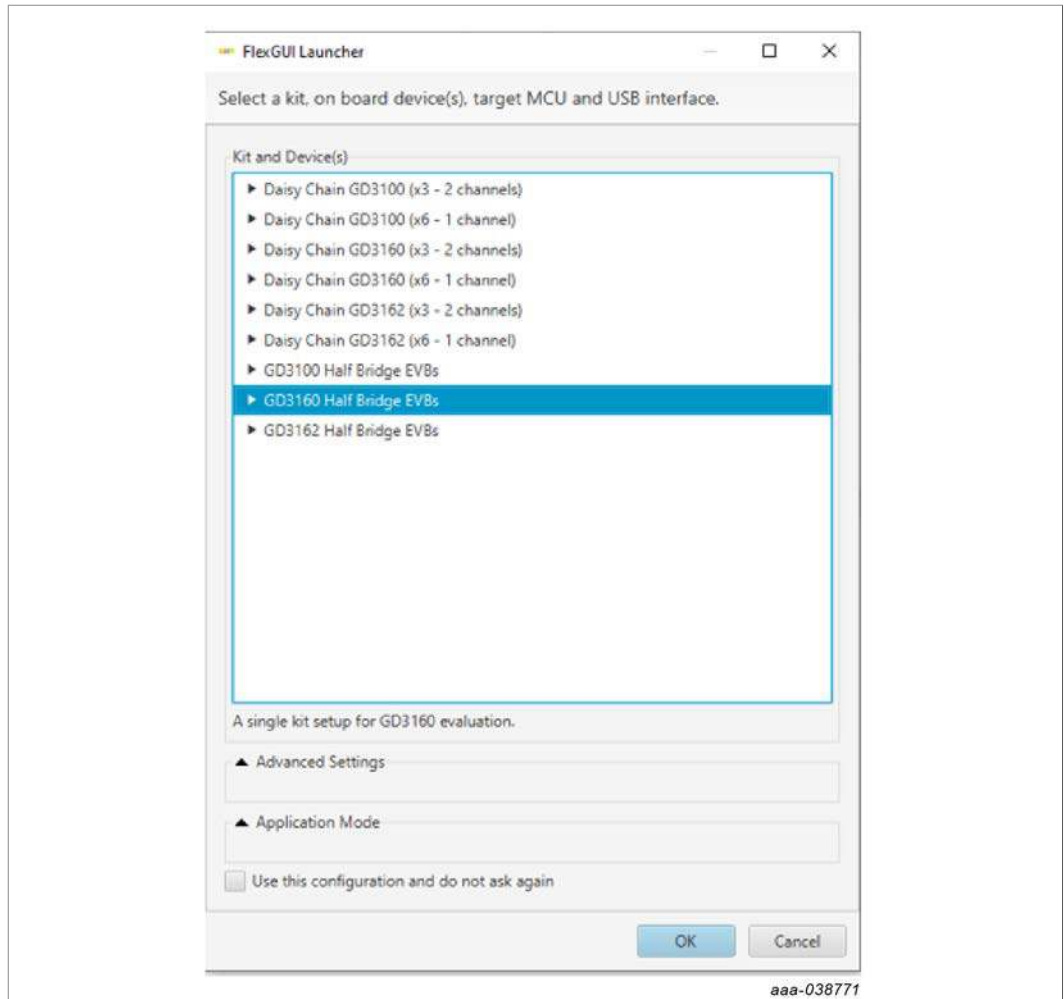 FlexGUI Launcher
Select a kit, on board device(s), target MCU and USB interface.
Kit and Device(s)
Daisy Chain GD3100 (x3 - 2 channels)
Daisy Chain GD3100 (x6 - 1 channel)
Daisy Chain GD3160 (x3 - 2 channels)
Daisy Chain GD3160 (x6 - 1 channel)
Daisy Chain GD3162 (x3 - 2 channels)
Daisy Chain GD3162 (x6 - 1 channel)
GD3100 Half Bridge EVBs
GD3160 Half Bridge EVBs
GD3162 Half Bridge EVBs
A single kit setup for GD3160 evaluation.
Advanced Settings
Application Mode
Use this configuration and do not ask again
OK Cancel
aaa-038771